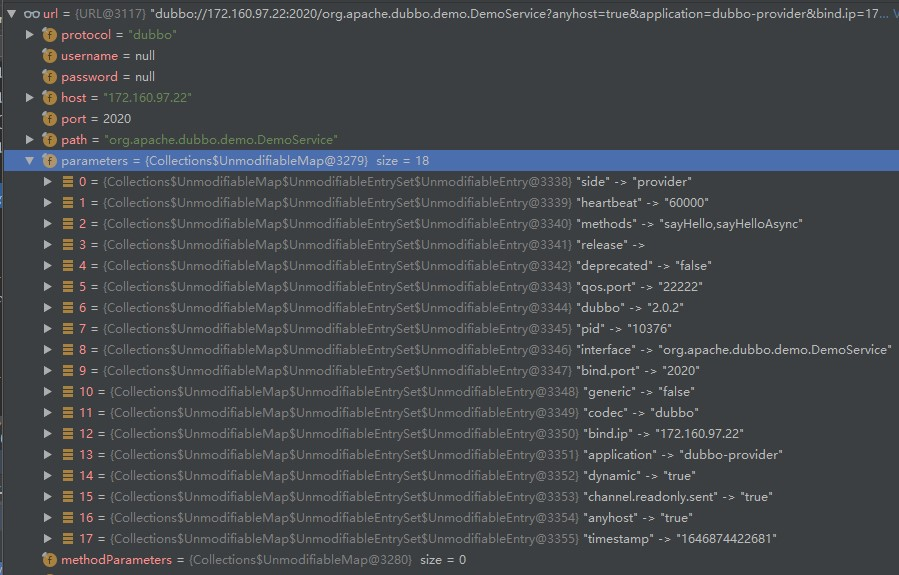 url = {URL@3117} "dubbo://172.160.97.22:2020/org.apache.dubbo.demo.DemoService?anyhost=true&application=dubbo-provider&bind.ip=17...
protocol = "dubbo"
username = null
password = null
host = "172.160.97.22"
port = 2020
path = "org.apache.dubbo.demo.DemoService"
parameters = {Collections$UnmodifiableMap@3279} size = 18
0 = {Collections$UnmodifiableMap$UnmodifiableEntrySet$UnmodifiableEntry@3338} "side" -> "provider"
1 = {Collections$UnmodifiableMap$UnmodifiableEntrySet$UnmodifiableEntry@3339} "heartbeat" -> "60000"
2 = {Collections$UnmodifiableMap$UnmodifiableEntrySet$UnmodifiableEntry@3340} "methods" -> "sayHello,sayHelloAsync"
3 = {Collections$UnmodifiableMap$UnmodifiableEntrySet$UnmodifiableEntry@3341} "release" ->
4 = {Collections$UnmodifiableMap$UnmodifiableEntrySet$UnmodifiableEntry@3342} "deprecated" -> "false"
5 = {Collections$UnmodifiableMap$UnmodifiableEntrySet$UnmodifiableEntry@3343} "qos.port" -> "22222"
6 = {Collections$UnmodifiableMap$UnmodifiableEntrySet$UnmodifiableEntry@3344} "dubbo" -> "2.0.2"
7 = {Collections$UnmodifiableMap$UnmodifiableEntrySet$UnmodifiableEntry@3345} "pid" -> "10376"
8 = {Collections$UnmodifiableMap$UnmodifiableEntrySet$UnmodifiableEntry@3346} "interface" -> "org.apache.dubbo.demo.DemoService"
9 = {Collections$UnmodifiableMap$UnmodifiableEntrySet$UnmodifiableEntry@3347} "bind.port" -> "2020"
10 = {Collections$UnmodifiableMap$UnmodifiableEntrySet$UnmodifiableEntry@3348} "generic" -> "false"
11 = {Collections$UnmodifiableMap$UnmodifiableEntrySet$UnmodifiableEntry@3349} "codec" -> "dubbo"
12 = {Collections$UnmodifiableMap$UnmodifiableEntrySet$UnmodifiableEntry@3350} "bind.ip" -> "172.160.97.22"
13 = {Collections$UnmodifiableMap$UnmodifiableEntrySet$UnmodifiableEntry@3351} "application" -> "dubbo-provider"
14 = {Collections$UnmodifiableMap$UnmodifiableEntrySet$UnmodifiableEntry@3352} "dynamic" -> "true"
15 = {Collections$UnmodifiableMap$UnmodifiableEntrySet$UnmodifiableEntry@3353} "channel.readonly.sent" -> "true"
16 = {Collections$UnmodifiableMap$UnmodifiableEntrySet$UnmodifiableEntry@3354} "anyhost" -> "true"
17 = {Collections$UnmodifiableMap$UnmodifiableEntrySet$UnmodifiableEntry@3355} "timestamp" -> "1646874422681"
methodParameters = {Collections$UnmodifiableMap@3280} size = 0